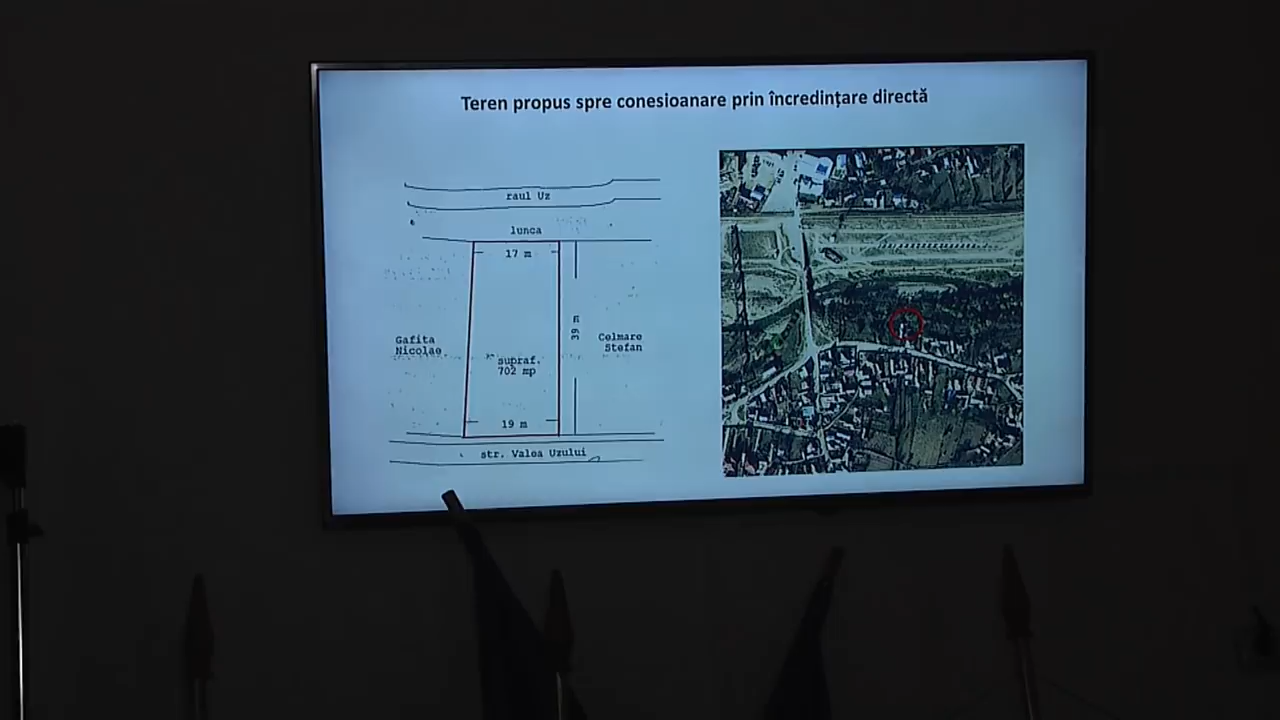 Teren propus spre conesioanare prin încredințare directă
raul Uz
lunca
17 m
39 m
Gafita
Nicolae
Celmare
Stefan
supraf.
702 mp
19 m
str. Valea Uzului